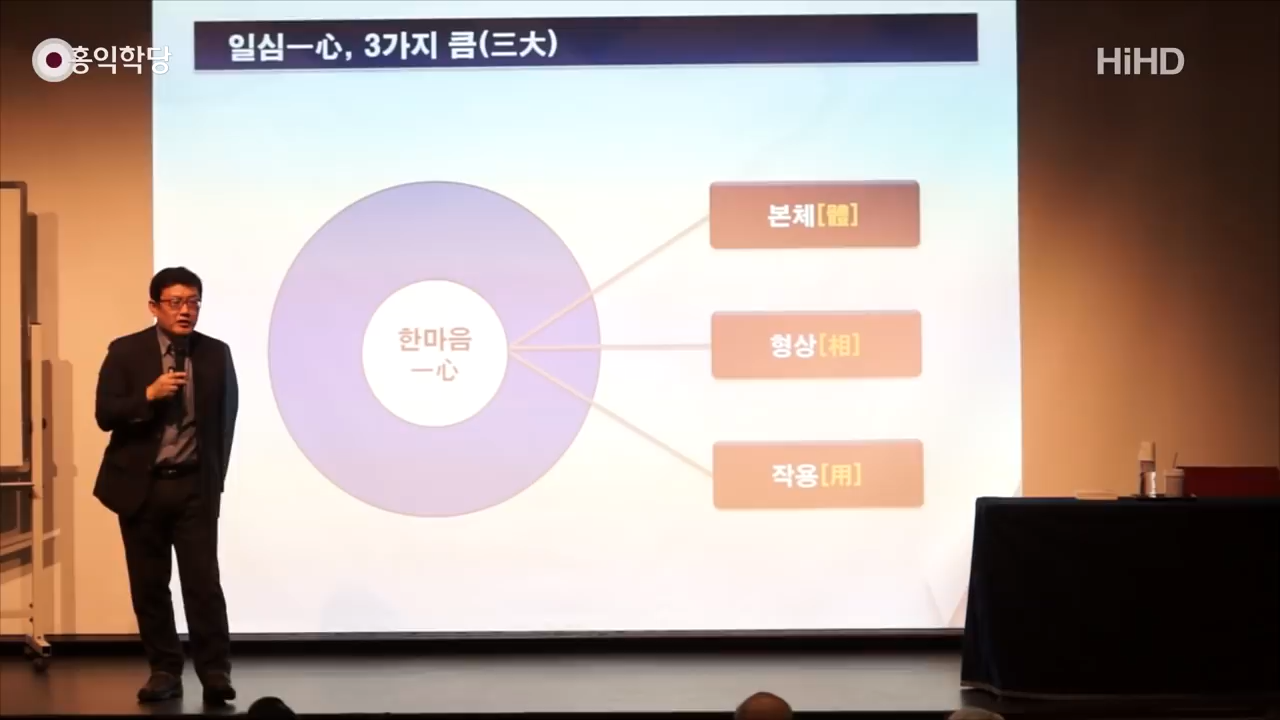 홍익학당
HiHD
일심一心, 3가지 큼(三大)
한마음
一心
본체[體]
형상[相]
작용[用]